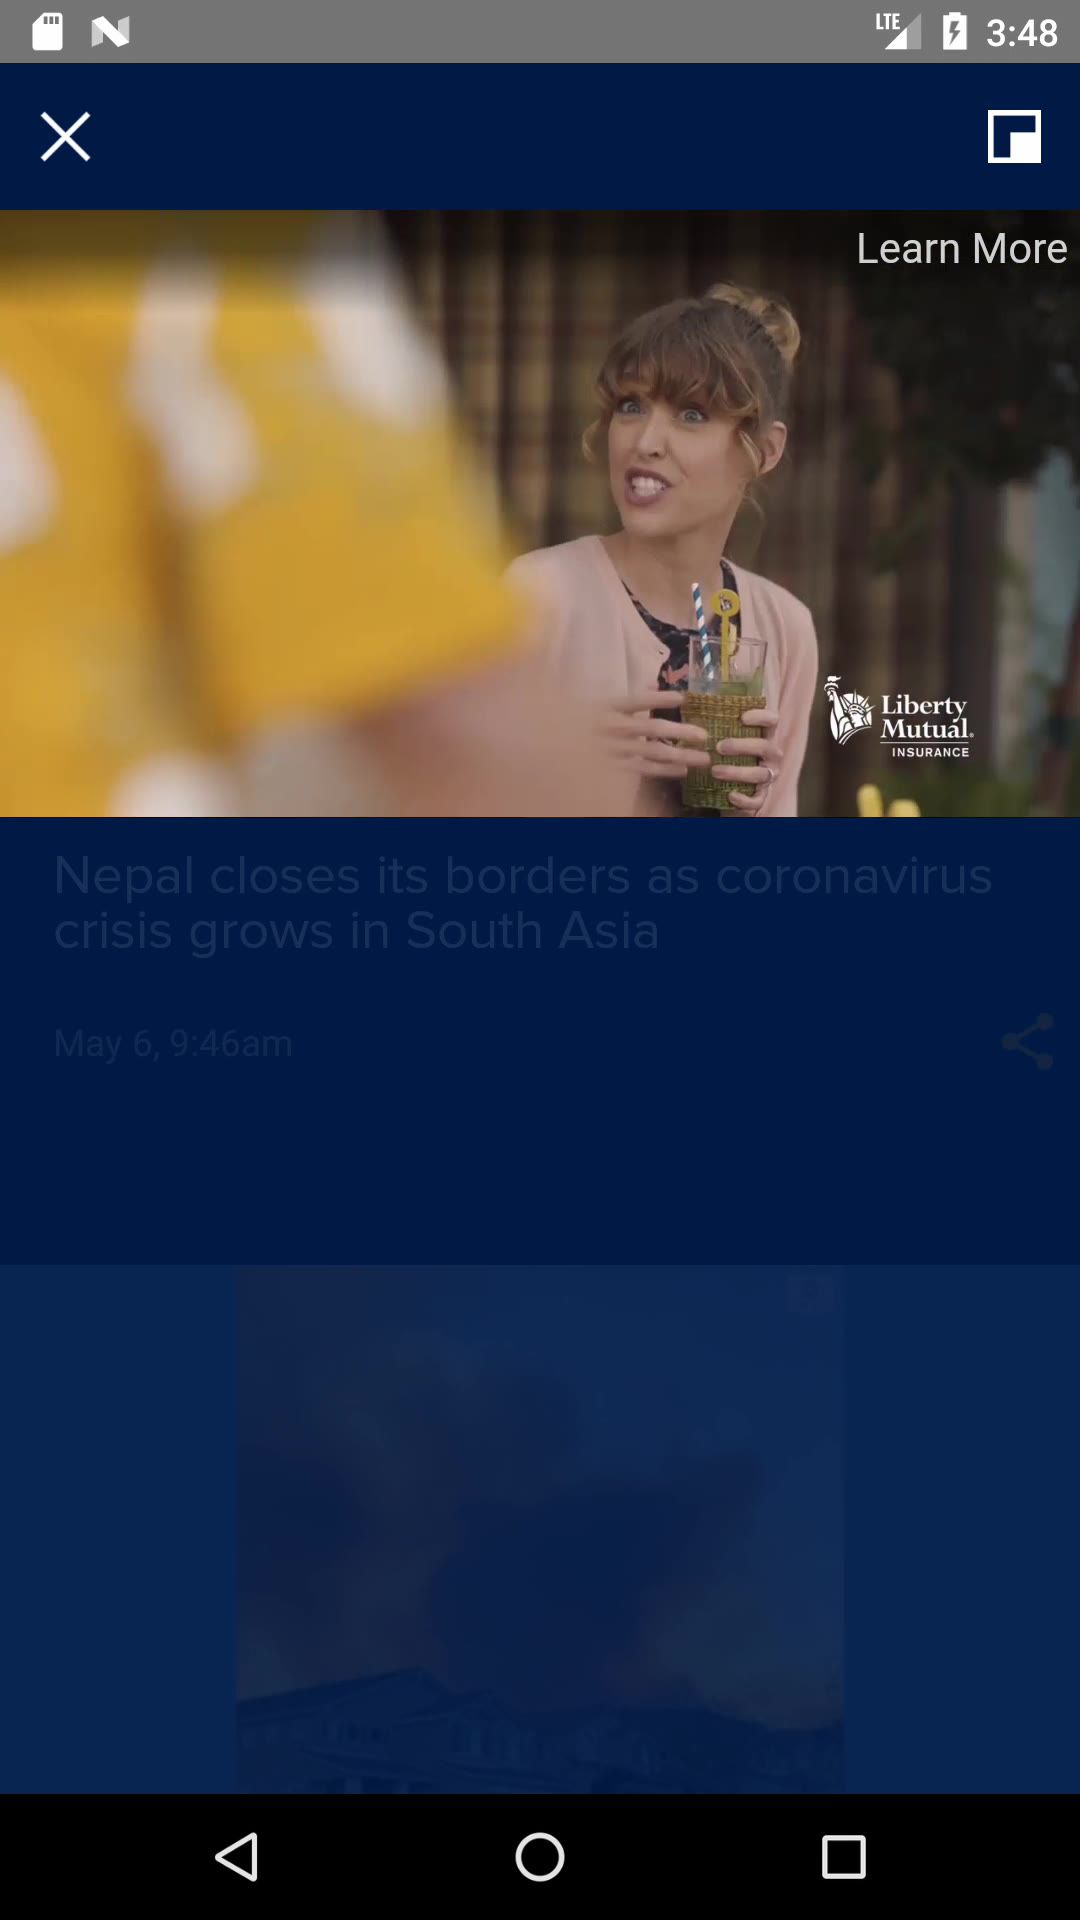 LTE
3:48
Learn More
Liberty
Mutual®
INSURANCE
Nepal closes its borders as coronavirus
crisis grows in South Asia
May 6, 9:46am